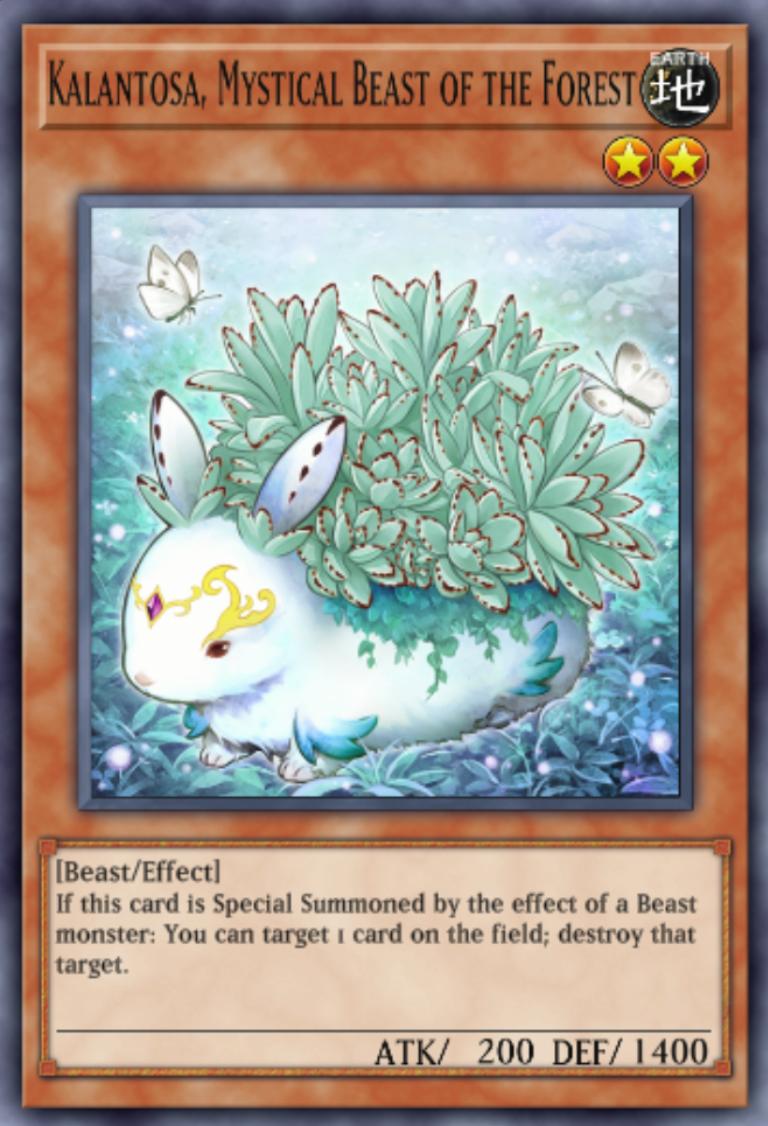 Kalantosa, Mystical Beast of the Forest
EARTH
地
[Beast/Effect]
If this card is Special Summoned by the effect of a Beast
monster: You can target 1 card on the field; destroy that
target.
ATK/ 200 DEF/ 1400